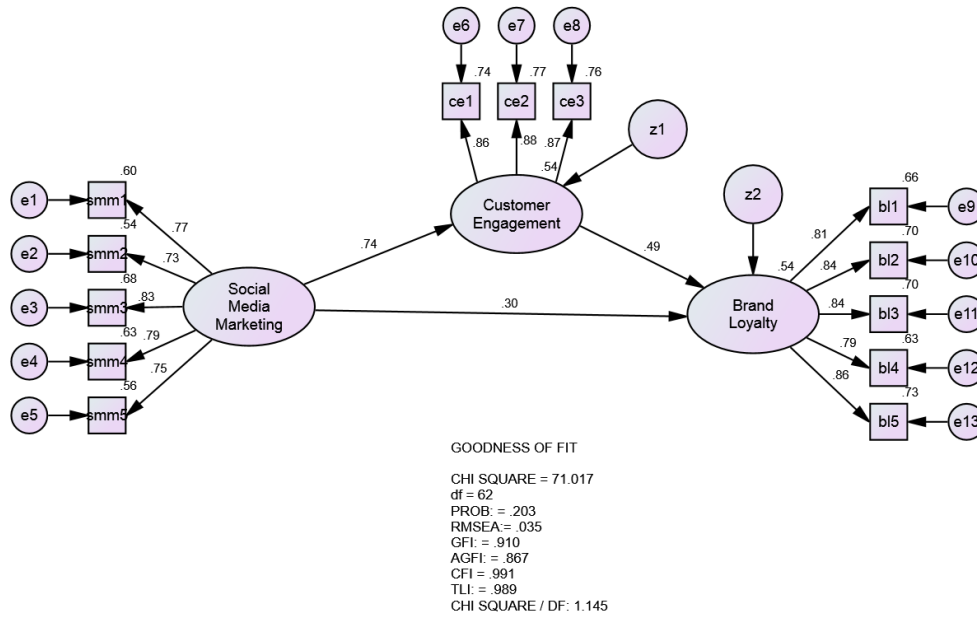 e6 e7 e8
.74 .77 .76
ce1 ce2 ce3
.86 .88 .87
z1
.54
Customer
Engagement
z2
.60
e1 smm1
.77
.54
e2 smm2
.73
.68
e3 smm3
.83
.63
e4 smm4
.79
.56
e5 smm5
.75
Social
Media
Marketing
.74
.49
.30
.54
Brand
Loyalty
.66
.81 bl1 e9
.70
.84 bl2 e10
.70
.84 bl3 e11
.63
.79 bl4 e12
.73
.86 bl5 e13
GOODNESS OF FIT
CHI SQUARE = 71.017
df = 62
PROB: = .203
RMSEA:= .035
GFI: = .910
AGFI: = .867
CFI = .991
TLI: = .989
CHI SQUARE / DF: 1.145